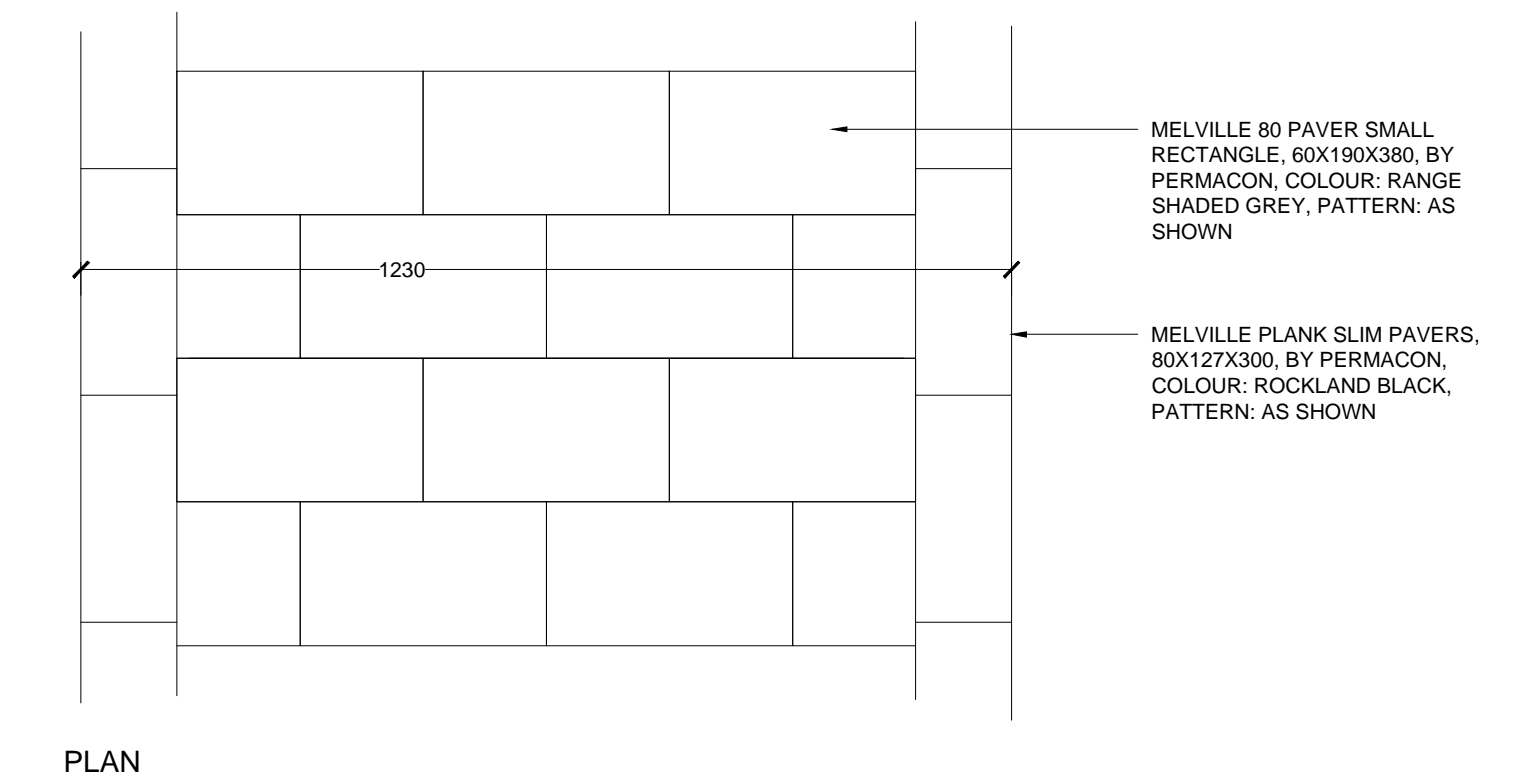 MELVILLE 80 PAVER SMALL
RECTANGLE, 60X190X380, BY
PERMACON, COLOUR: RANGE
SHADED GREY, PATTERN: AS
SHOWN
1230
MELVILLE PLANK SLIM PAVERS,
80X127X300, BY PERMACON,
COLOUR: ROCKLAND BLACK,
PATTERN: AS SHOWN
PLAN